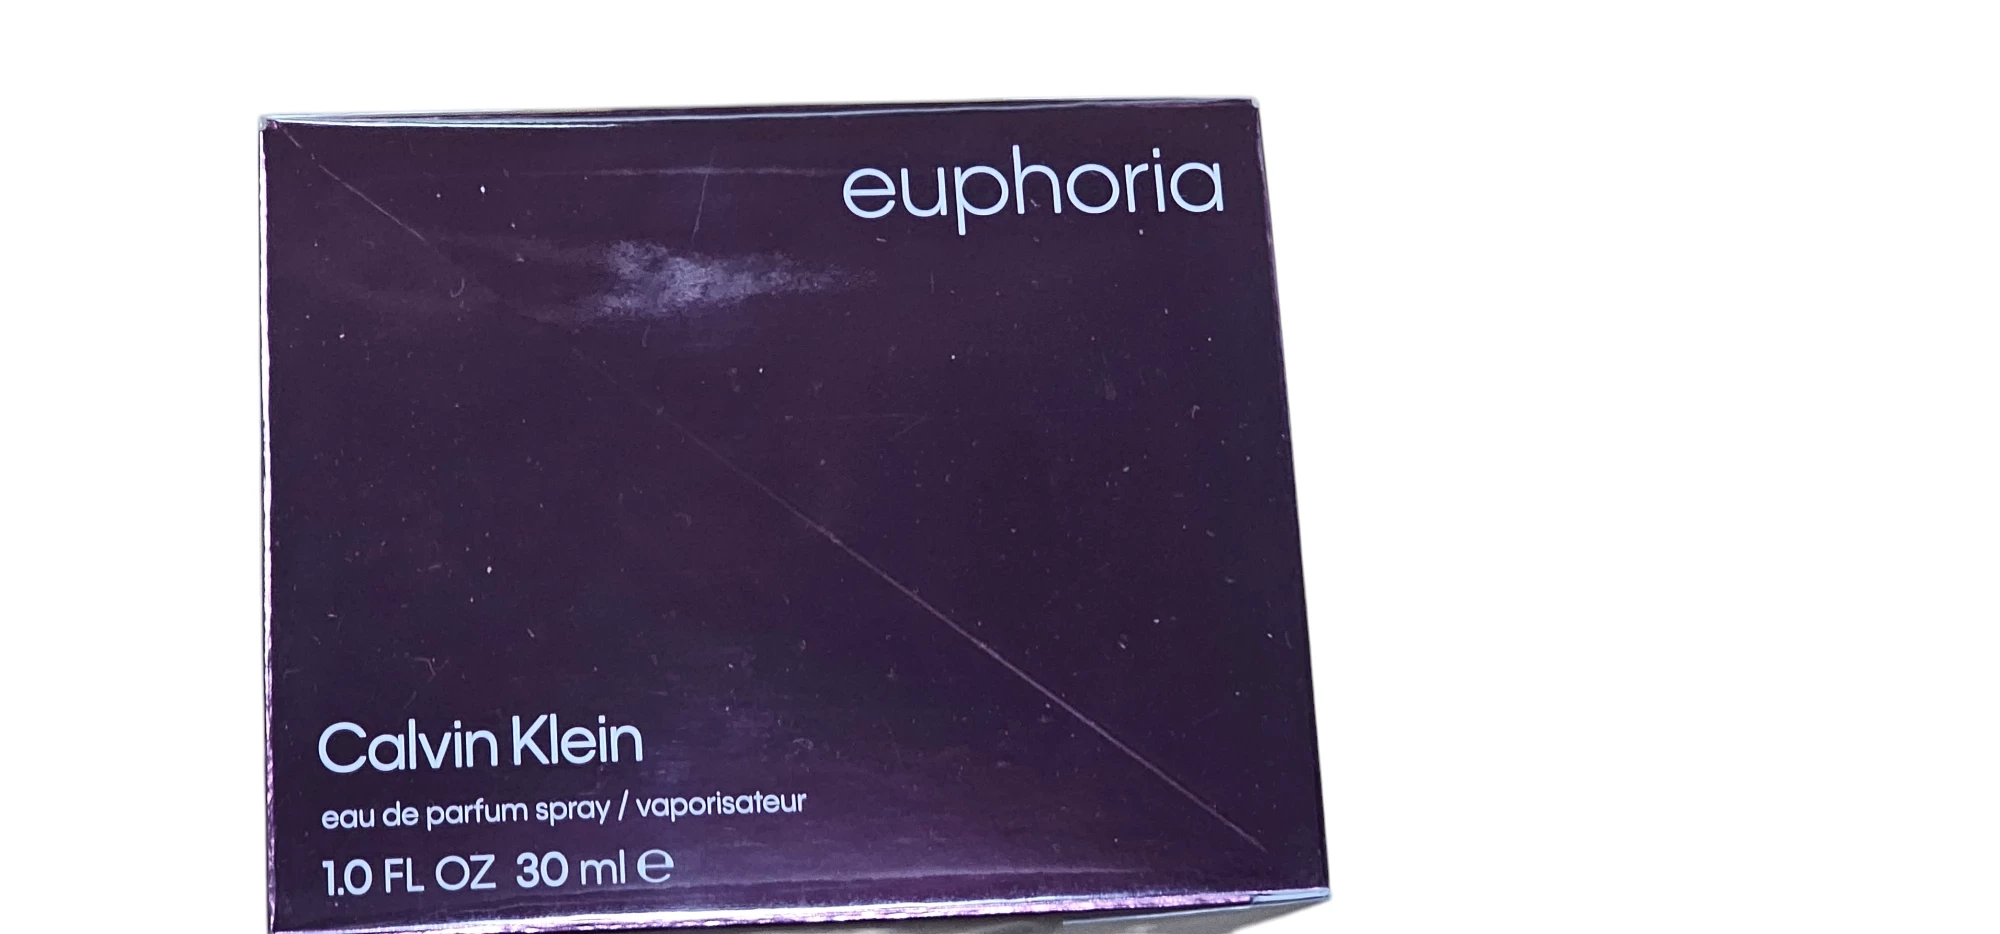 euphoria
Calvin Klein
eau de parfum spray / vaporisateur
1.0 FL OZ 30 ml ℮